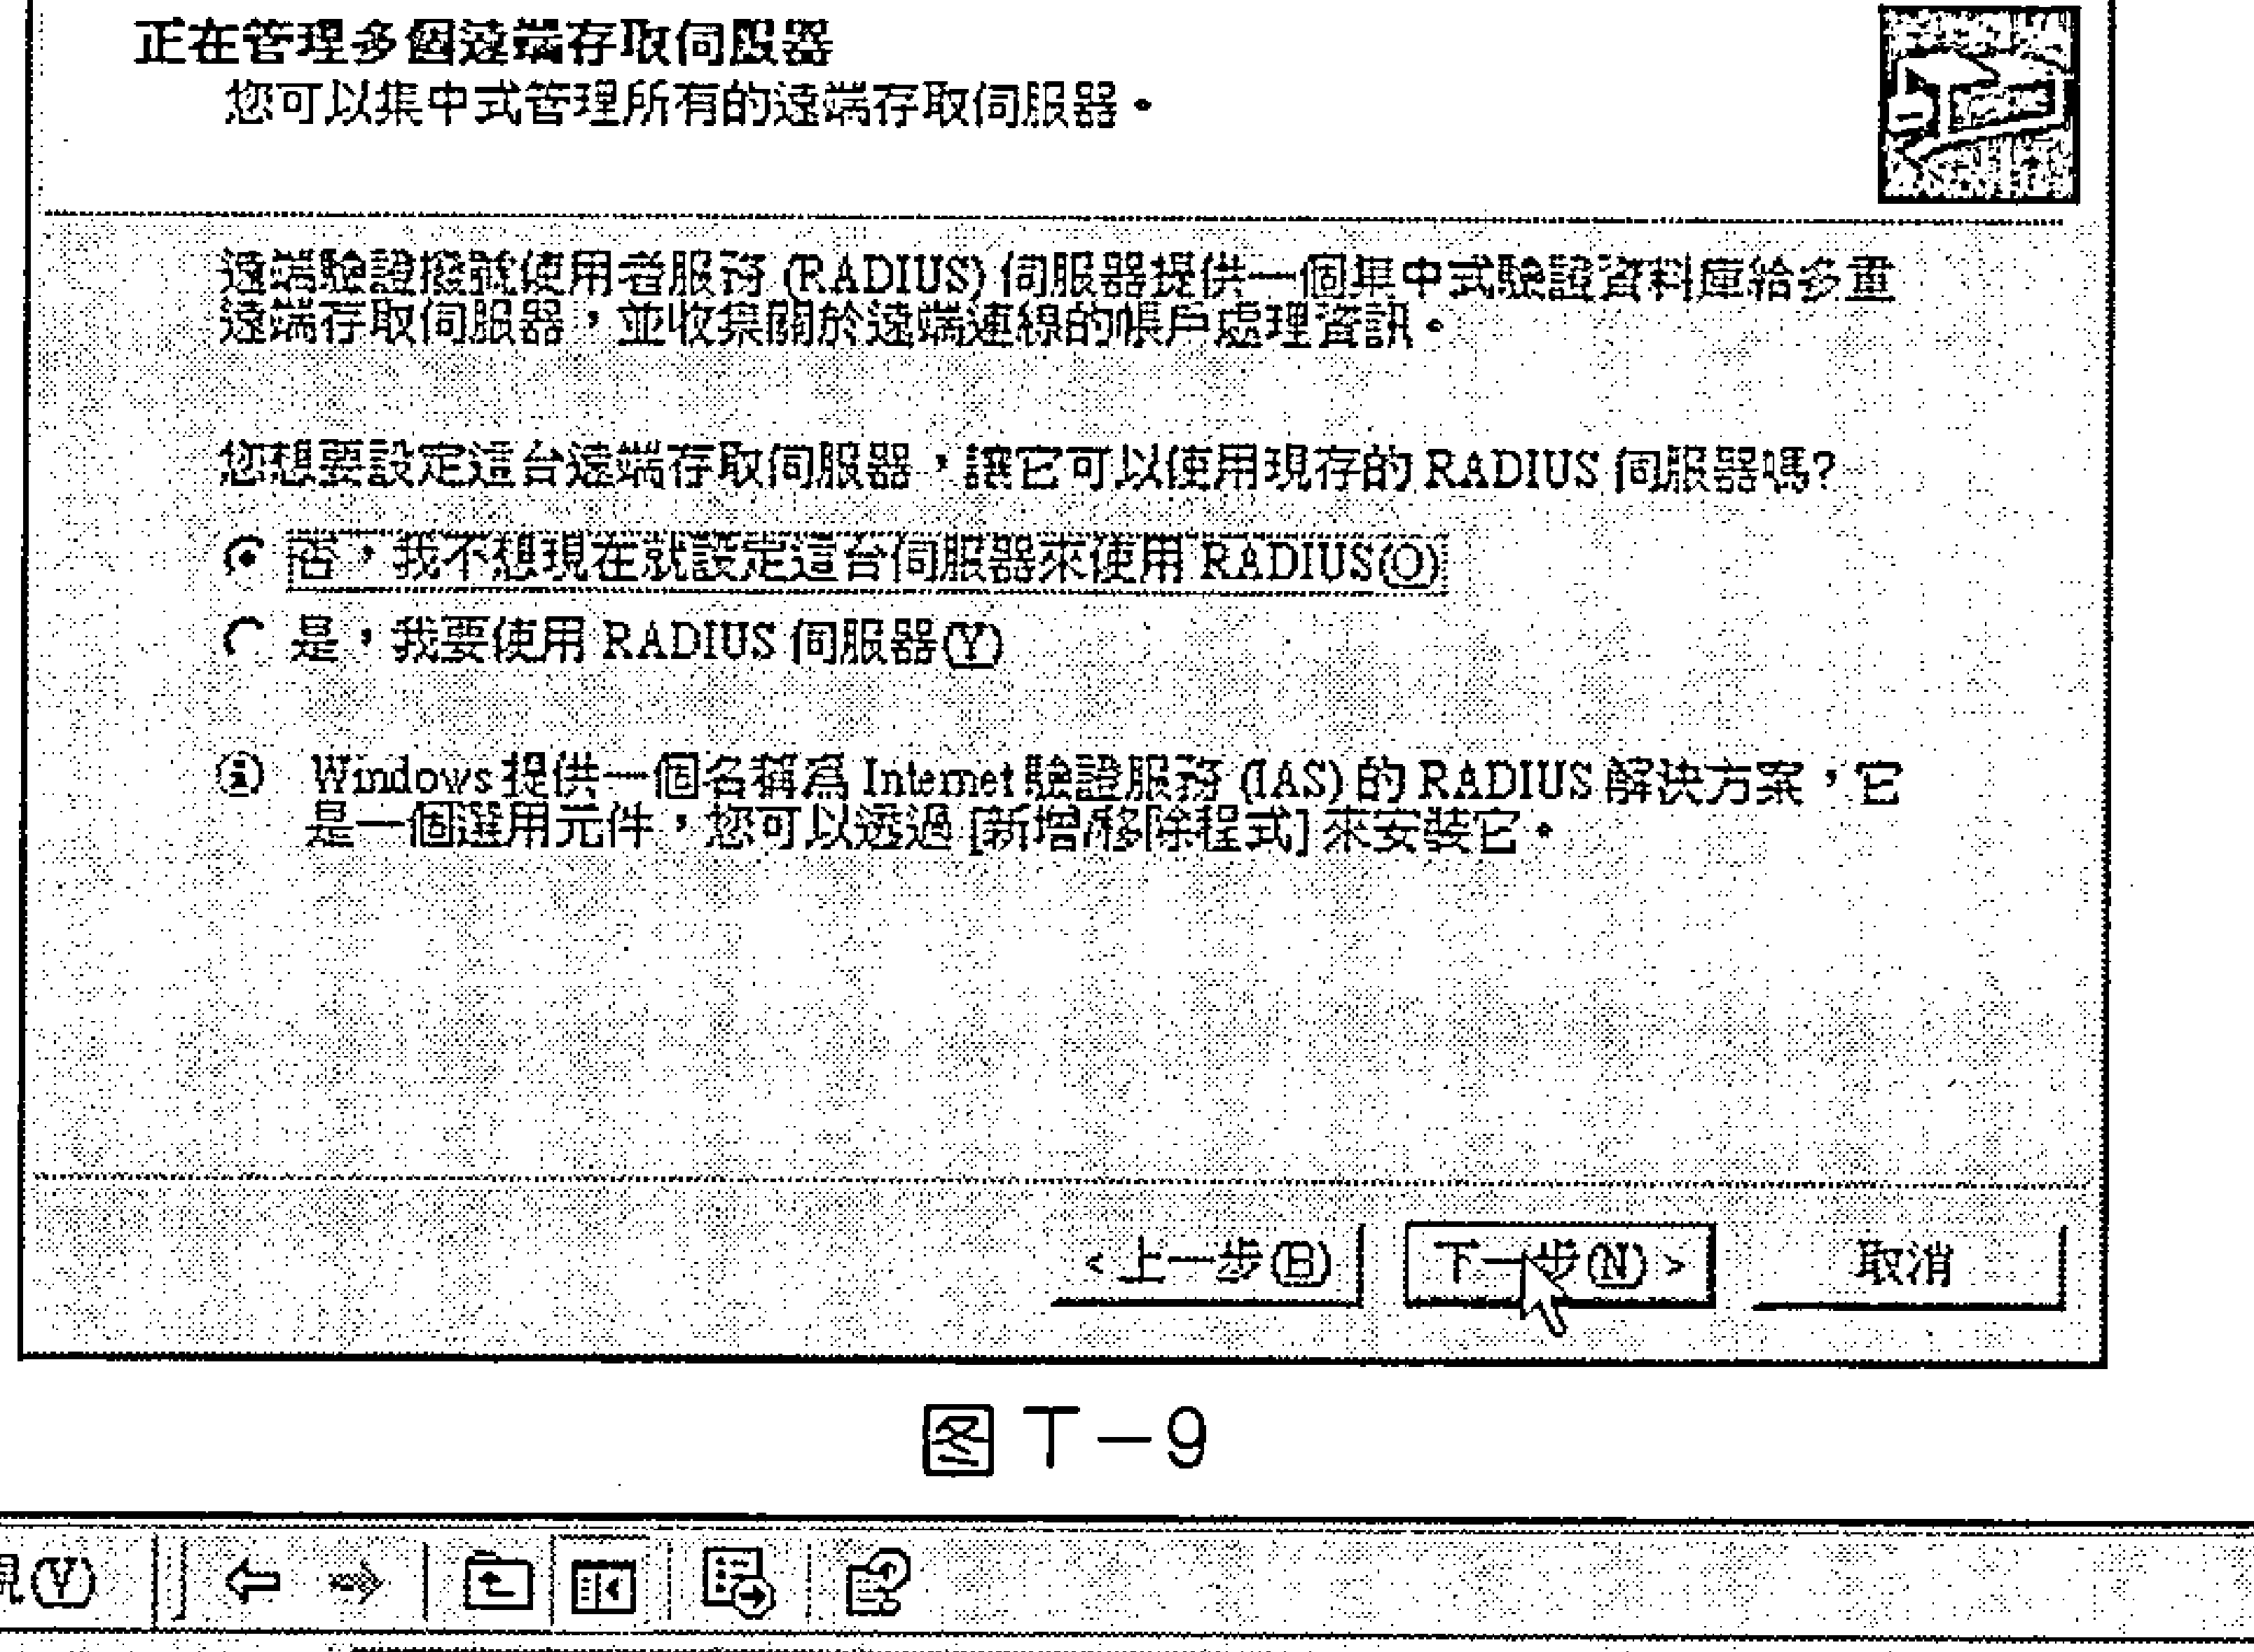 正在管理多個遠端存取伺服器
您可以集中式管理所有的遠端存取伺服器。
遠端驗證撥號使用者服務 (RADIUS) 伺服器提供一個集中式驗證資料庫給多重
遠端存取伺服器，並收集關於遠端連線的帳戶處理資訊。
您想要設定這台遠端存取伺服器，讓它可以使用現存的 RADIUS 伺服器嗎?
否，我不想現在就設定這台伺服器來使用 RADIUS(O)
是，我要使用 RADIUS 伺服器(Y)
Windows 提供一個名稱為 Internet 驗證服務 (IAS) 的 RADIUS 解決方案，它
是一個選用元件，您可以透過 [新增/移除程式] 來安裝它。
< 上一步(B) 下一步(N) > 取消
图 T-9
(V)